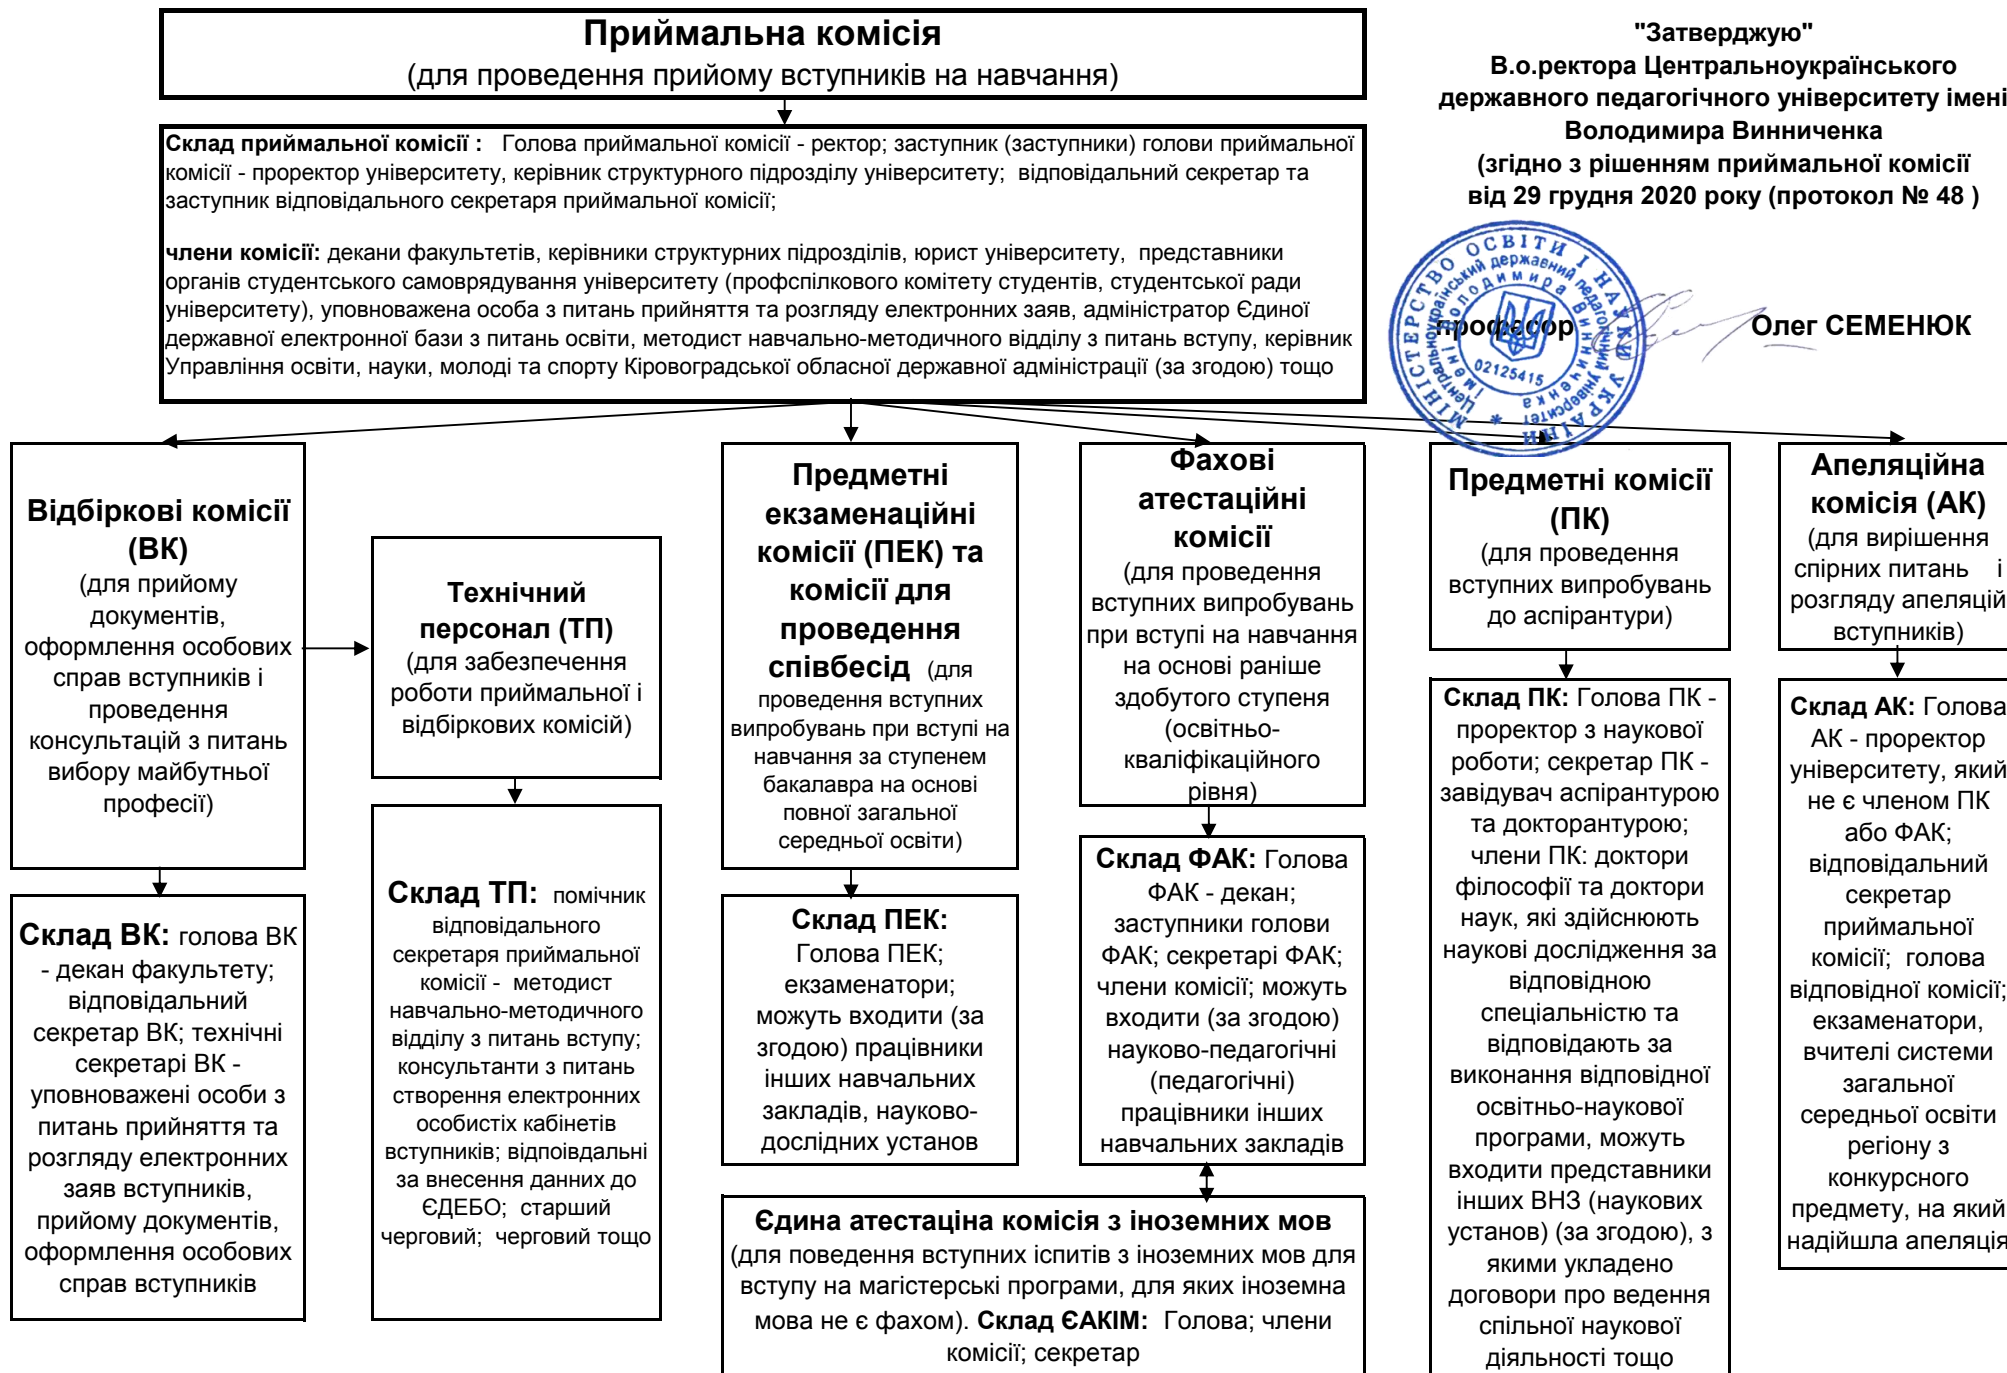 Приймальна комісія
(для проведення прийому вступників на навчання)
"Затверджую"
В.о.ректора Центральноукраїнського
державного педагогічного університету імені
Володимира Винниченка
(згідно з рішенням приймальної комісії
від 29 грудня 2020 року (протокол № 48 )
професор
Олег СЕМЕНЮК
МІНІСТЕРСТВО ОСВІТИ І НАУКИ УКРАЇНИ *
Центральноукраїнський державний педагогічний університет
імені Володимира Винниченка
02125415
Склад приймальної комісії : Голова приймальної комісії - ректор; заступник (заступники) голови приймальної
комісії - проректор університету, керівник структурного підрозділу університету; відповідальний секретар та
заступник відповідального секретаря приймальної комісії;
члени комісії: декани факультетів, керівники структурних підрозділів, юрист університету, представники
органів студентського самоврядування університету (профспілкового комітету студентів, студентської ради
університету), уповноважена особа з питань прийняття та розгляду електронних заяв, адміністратор Єдиної
державної електронної бази з питань освіти, методист навчально-методичного відділу з питань вступу, керівник
Управління освіти, науки, молоді та спорту Кіровоградської обласної державної адміністрації (за згодою) тощо
Відбіркові комісії
(ВК)
(для прийому
документів,
оформлення особових
справ вступників і
проведення
консультацій з питань
вибору майбутньої
професії)
Склад ВК: голова ВК
- декан факультету;
відповідальний
секретар ВК; технічні
секретарі ВК -
уповноважені особи з
питань прийняття та
розгляду електронних
заяв вступників,
прийому документів,
оформлення особових
справ вступників
Технічний
персонал (ТП)
(для забезпечення
роботи приймальної і
відбіркових комісій)
Склад ТП: помічник
відповідального
секретаря приймальної
комісії - методист
навчально-методичного
відділу з питань вступу;
консультанти з питань
створення електронних
особистіх кабінетів
вступників; відпоівдальні
за внесення данних до
ЄДЕБО; старший
черговий; черговий тощо
Предметні
екзаменаційні
комісії (ПЕК) та
комісії для
проведення
співбесід (для
проведення вступних
випробувань при вступі на
навчання за ступенем
бакалавра на основі
повної загальної
середньої освіти)
Склад ПЕК:
Голова ПЕК;
екзаменатори;
можуть входити (за
згодою) працівники
інших навчальних
закладів, науково-
дослідних установ
Фахові
атестаційні
комісії
(для проведення
вступних випробувань
при вступі на навчання
на основі раніше
здобутого ступеня
(освітньо-
кваліфікаційного
рівня)
Склад ФАК: Голова
ФАК - декан;
заступники голови
ФАК; секретарі ФАК;
члени комісії; можуть
входити (за згодою)
науково-педагогічні
(педагогічні)
працівники інших
навчальних закладів
Єдина атестаціна комісія з іноземних мов
(для поведення вступних іспитів з іноземних мов для
вступу на магістерські програми, для яких іноземна
мова не є фахом). Склад ЄАКІМ: Голова; члени
комісії; секретар
Предметні комісії
(ПК)
(для проведення
вступних випробувань
до аспірантури)
Склад ПК: Голова ПК -
проректор з наукової
роботи; секретар ПК -
завідувач аспірантурою
та докторантурою;
члени ПК: доктори
філософії та доктори
наук, які здійснюють
наукові дослідження за
відповідною
спеціальністю та
відповідають за
виконання відповідної
освітньо-наукової
програми, можуть
входити представники
інших ВНЗ (наукових
установ) (за згодою), з
якими укладено
договори про ведення
спільної наукової
діяльності тощо
Апеляційна
комісія (АК)
(для вирішення
спірних питань і
розгляду апеляцій
вступників)
Склад АК: Голова
АК - проректор
університету, який
не є членом ПК
або ФАК;
відповідальний
секретар
приймальної
комісії; голова
відповідної комісії;
екзаменатори,
вчителі системи
загальної
середньої освіти
регіону з
конкурсного
предмету, на який
надійшла апеляція